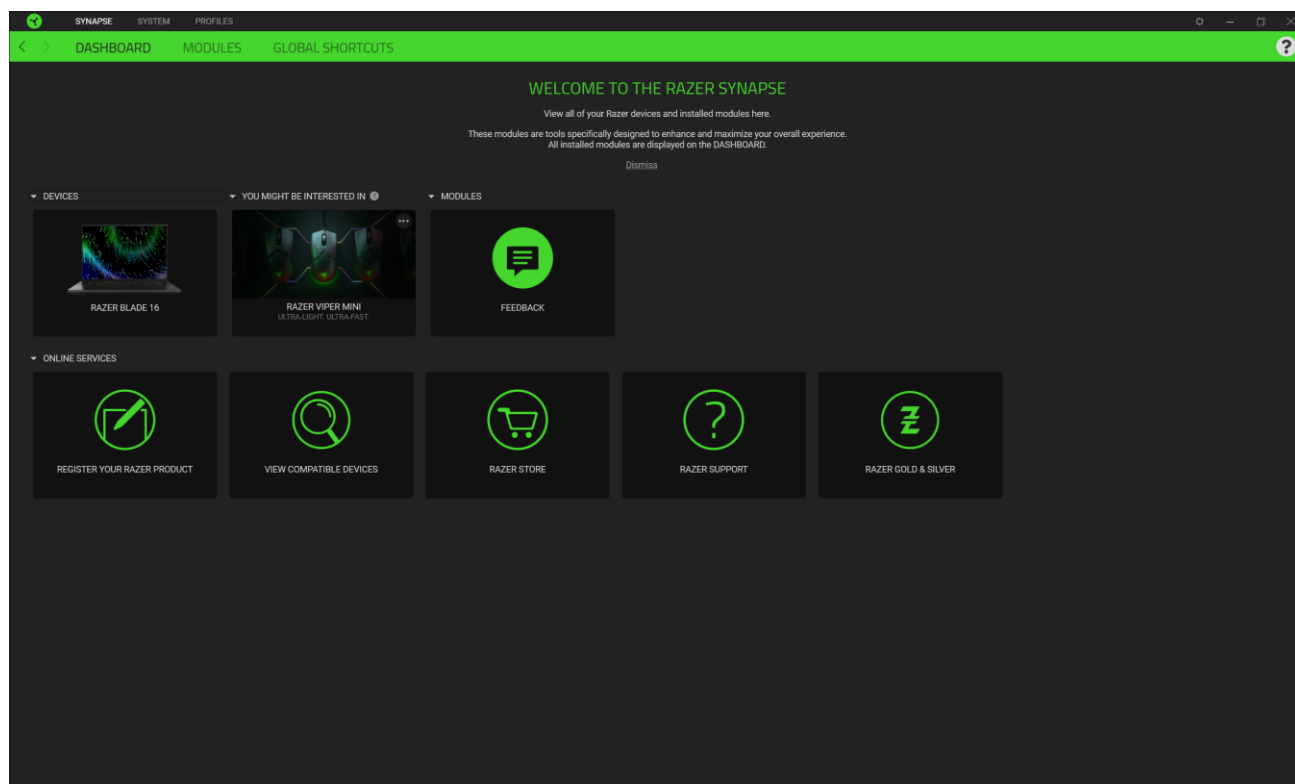 SYNAPSE SYSTEM PROFILES
DASHBOARD MODULES GLOBAL SHORTCUTS ?
WELCOME TO THE RAZER SYNAPSE
View all of your Razer devices and installed modules here.
These modules are tools specifically designed to enhance and maximize your overall experience.
All installed modules are displayed on the DASHBOARD.
Dismiss
DEVICES
YOU MIGHT BE INTERESTED IN ?
MODULES
RAZER BLADE 16
RAZER VIPER MINI
ULTRA-LIGHT. ULTRA-FAST.
FEEDBACK
ONLINE SERVICES
REGISTER YOUR RAZER PRODUCT
VIEW COMPATIBLE DEVICES
RAZER STORE
RAZER SUPPORT
RAZER GOLD & SILVER